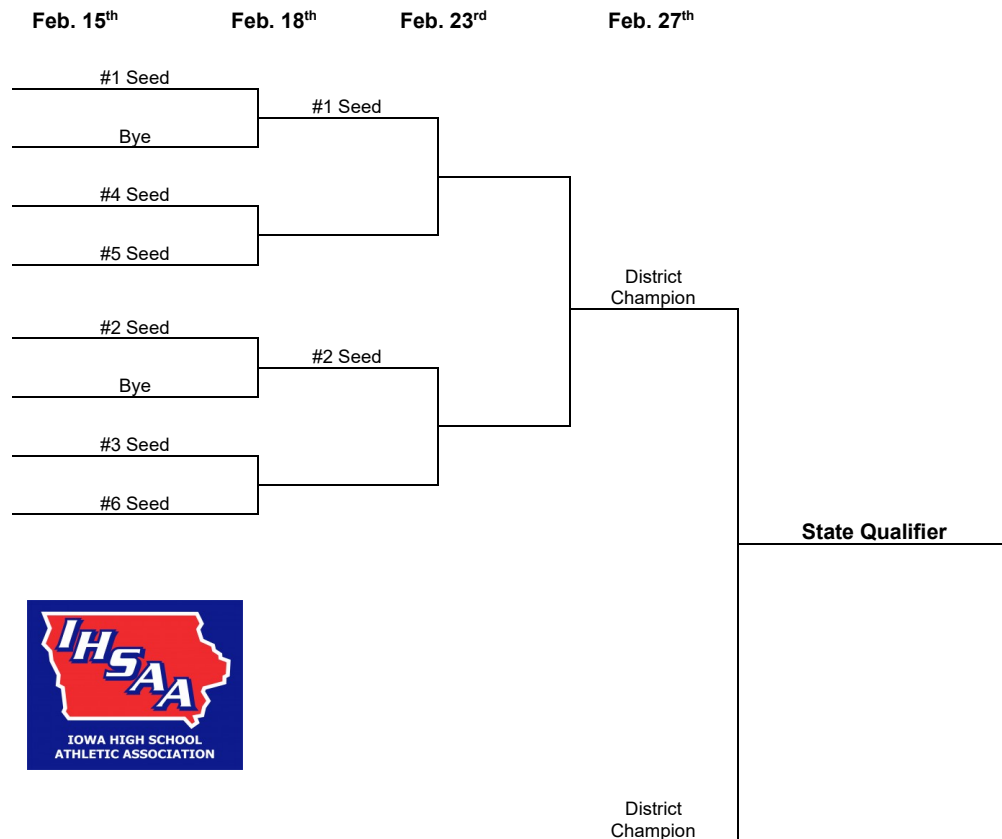 Feb. 15th Feb. 18th Feb. 23rd Feb. 27th
#1 Seed
#1 Seed
Bye
#4 Seed
#5 Seed
District
Champion
#2 Seed
#2 Seed
Bye
#3 Seed
#6 Seed
State Qualifier
IHSAA
IOWA HIGH SCHOOL
ATHLETIC ASSOCIATION
District
Champion